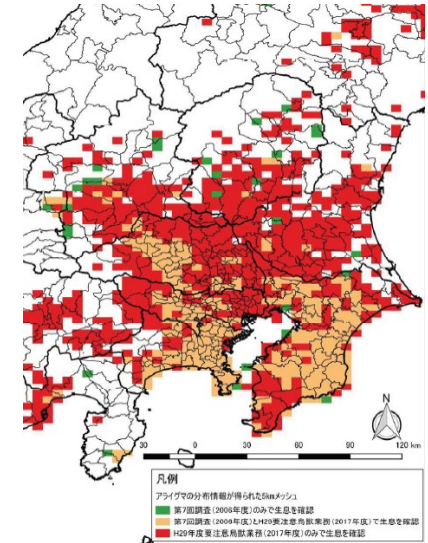 N
30 0 30 60 90 120 km
凡例
アライグマの分布情報が得られた5kmメッシュ
第7回調査(2006年度)のみで生息を確認
第7回調査(2006年度)とH29要注意鳥獣業務(2017年度)で生息を確認
H29年度要注意鳥獣業務(2017年度)のみで生息を確認